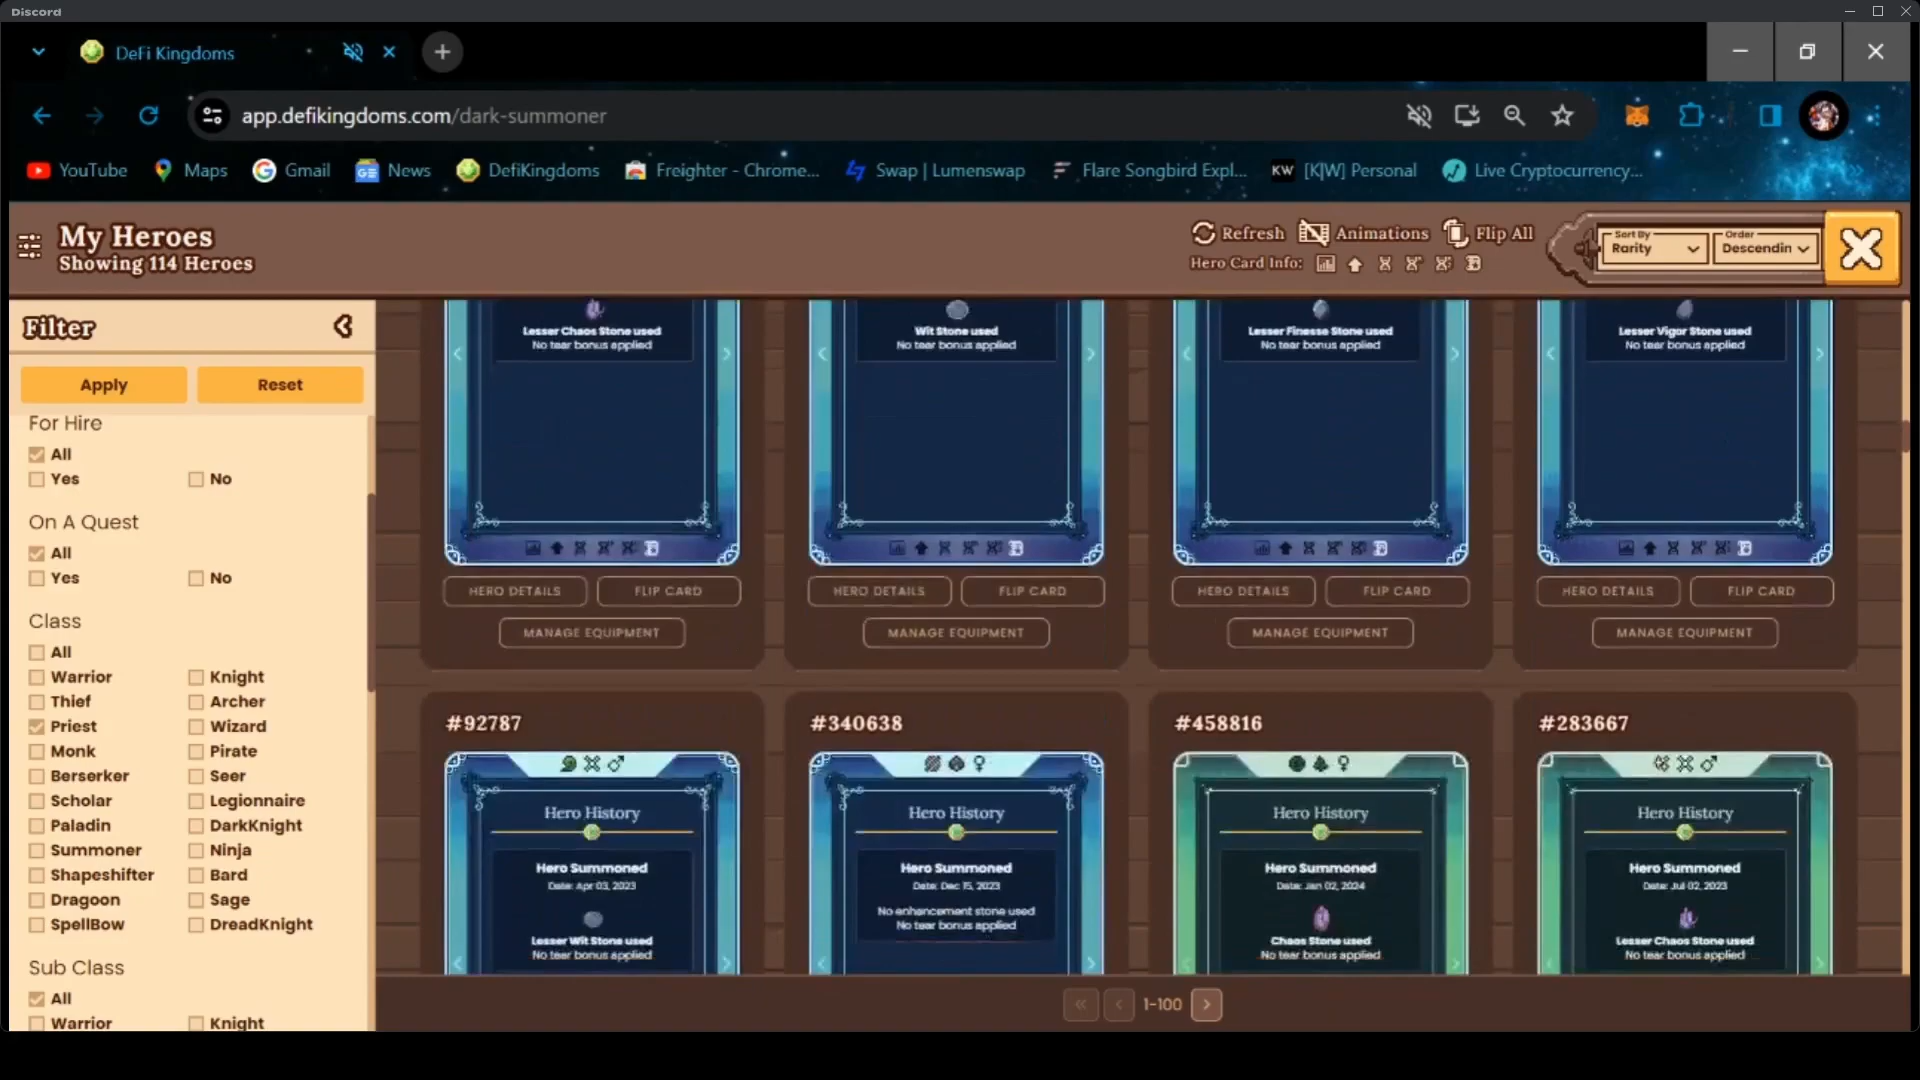 Discord
DeFi Kingdoms
app.defikingdoms.com/dark-summoner
YouTube
Maps
Gmail
News
DefiKingdoms
Freighter - Chrome...
Swap | Lumenswap
Flare Songbird Expl...
KW
[K|W] Personal
Live Cryptocurrency...
My Heroes
Showing 114 Heroes
Refresh
Animations
Flip All
Hero Card Info:
Sort By
Rarity
Order
Descendin
Filter
Apply
Reset
For Hire
All
Yes
No
On A Quest
All
Yes
No
Class
All
Warrior
Knight
Thief
Archer
Priest
Wizard
Monk
Pirate
Berserker
Seer
Scholar
Legionnaire
Paladin
DarkKnight
Summoner
Ninja
Shapeshifter
Bard
Dragoon
Sage
SpellBow
DreadKnight
Sub Class
All
Warrior
Knight
Lesser Chaos Stone used
No tear bonus applied
HERO DETAILS
FLIP CARD
MANAGE EQUIPMENT
Wit Stone used
No tear bonus applied
HERO DETAILS
FLIP CARD
MANAGE EQUIPMENT
Lesser Finesse Stone used
No tear bonus applied
HERO DETAILS
FLIP CARD
MANAGE EQUIPMENT
Lesser Vigor Stone used
No tear bonus applied
HERO DETAILS
FLIP CARD
MANAGE EQUIPMENT
#92787
Hero History
Hero Summoned
Date: Apr 03, 2023
Lesser Wit Stone used
No tear bonus applied
#340638
Hero History
Hero Summoned
Date: Dec 15, 2023
No enhancement stone used
No tear bonus applied
#458816
Hero History
Hero Summoned
Date: Jan 02, 2024
Chaos Stone used
No tear bonus applied
#283667
Hero History
Hero Summoned
Date: Jul 02, 2023
Lesser Chaos Stone used
No tear bonus applied
1-100